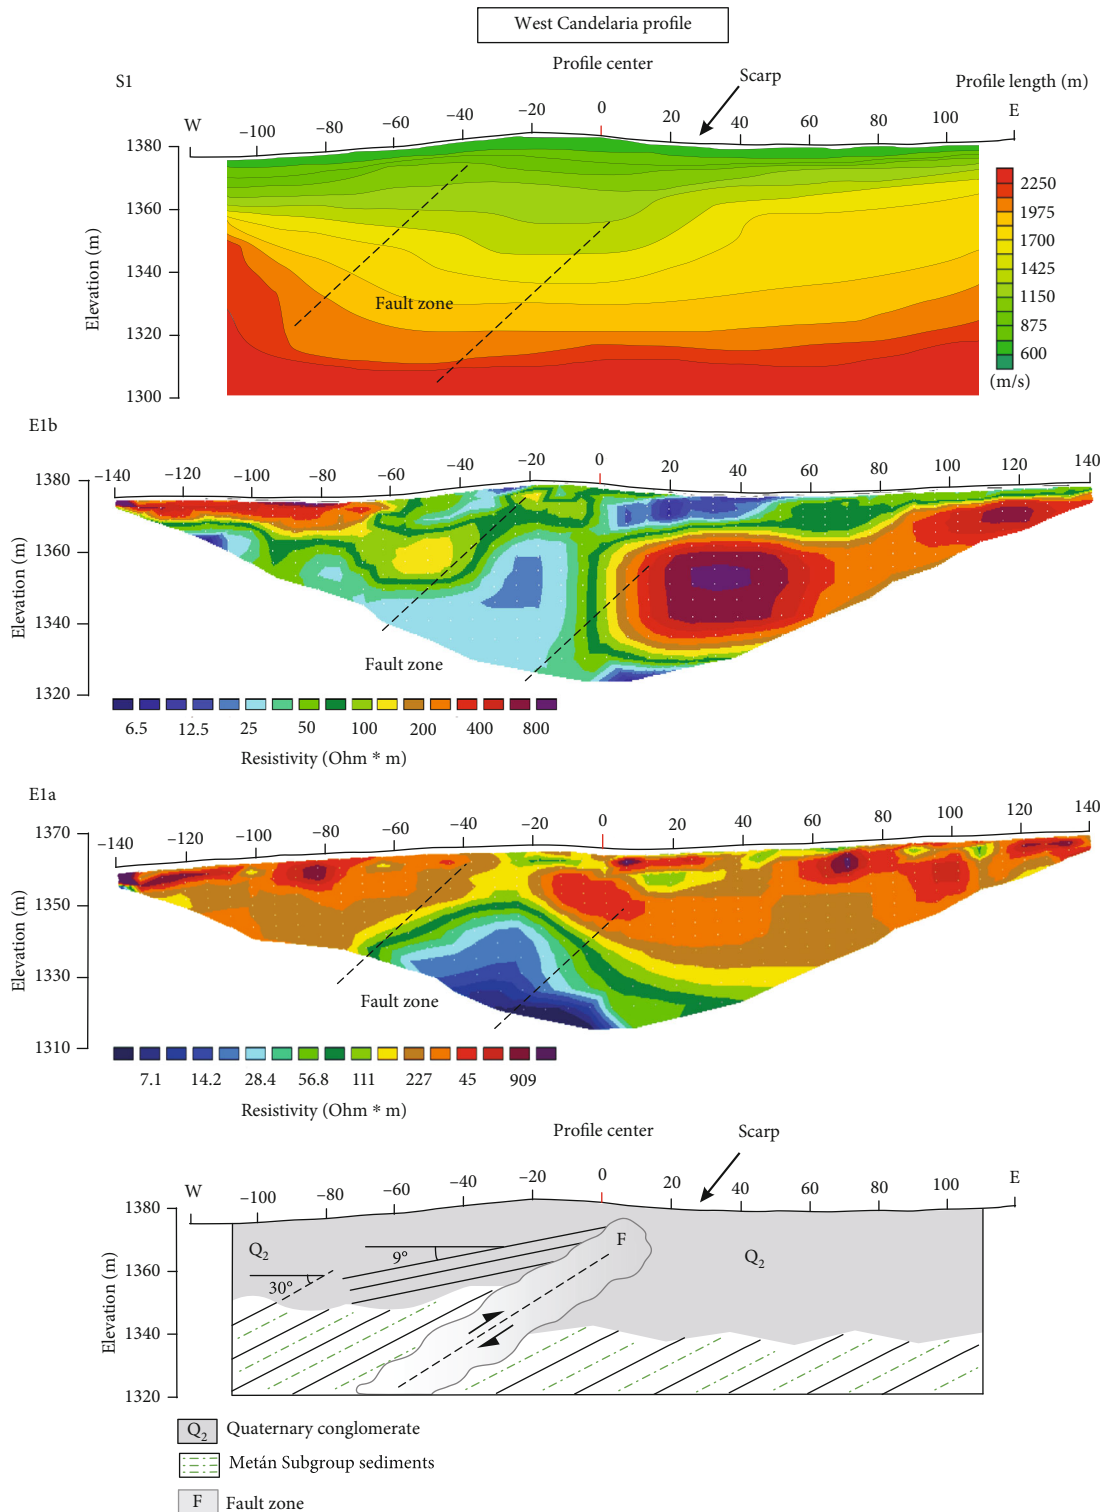 West Candelaria profile
Profile center
Scarp
S1
Profile length (m)
W
E
−100 −80 −60 −40 −20 0 20 40 60 80 100
1380
1360
1340
1320
1300
Elevation (m)
Fault zone
2250
1975
1700
1425
1150
875
600
(m/s)
E1b
−140 −120 −100 −80 −60 −40 −20 0 20 40 60 80 100 120 140
1380
1360
1340
1320
Elevation (m)
Fault zone
6.5 12.5 25 50 100 200 400 800
Resistivity (Ohm * m)
E1a
−140 −120 −100 −80 −60 −40 −20 0 20 40 60 80 100 120 140
1370
1350
1330
1310
Elevation (m)
Fault zone
7.1 14.2 28.4 56.8 111 227 45 909
Resistivity (Ohm * m)
Profile center
Scarp
W
E
−100 −80 −60 −40 −20 0 20 40 60 80 100
1380
1360
1340
1320
Elevation (m)
Q2
9°
30°
F
Q2
Q2 Quaternary conglomerate
Metán Subgroup sediments
F Fault zone